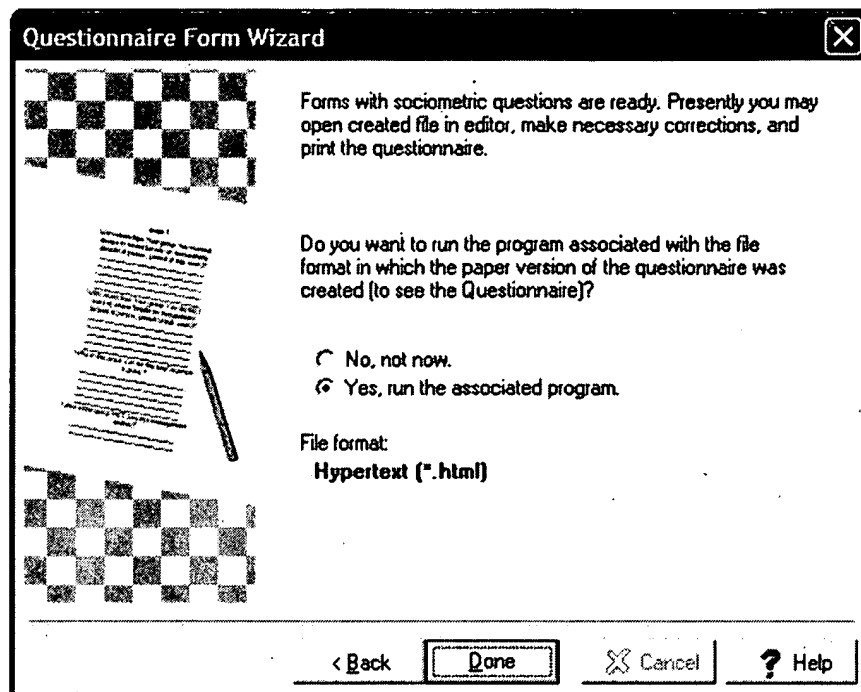 Questionnaire Form Wizard
Forms with sociometric questions are ready. Presently you may
open created file in editor, make necessary corrections, and
print the questionnaire.
Do you want to run the program associated with the file
format in which the paper version of the questionnaire was
created (to see the Questionnaire)?
No, not now.
Yes, run the associated program.
File format:
Hypertext (*.html)
< Back
Done
Cancel
? Help